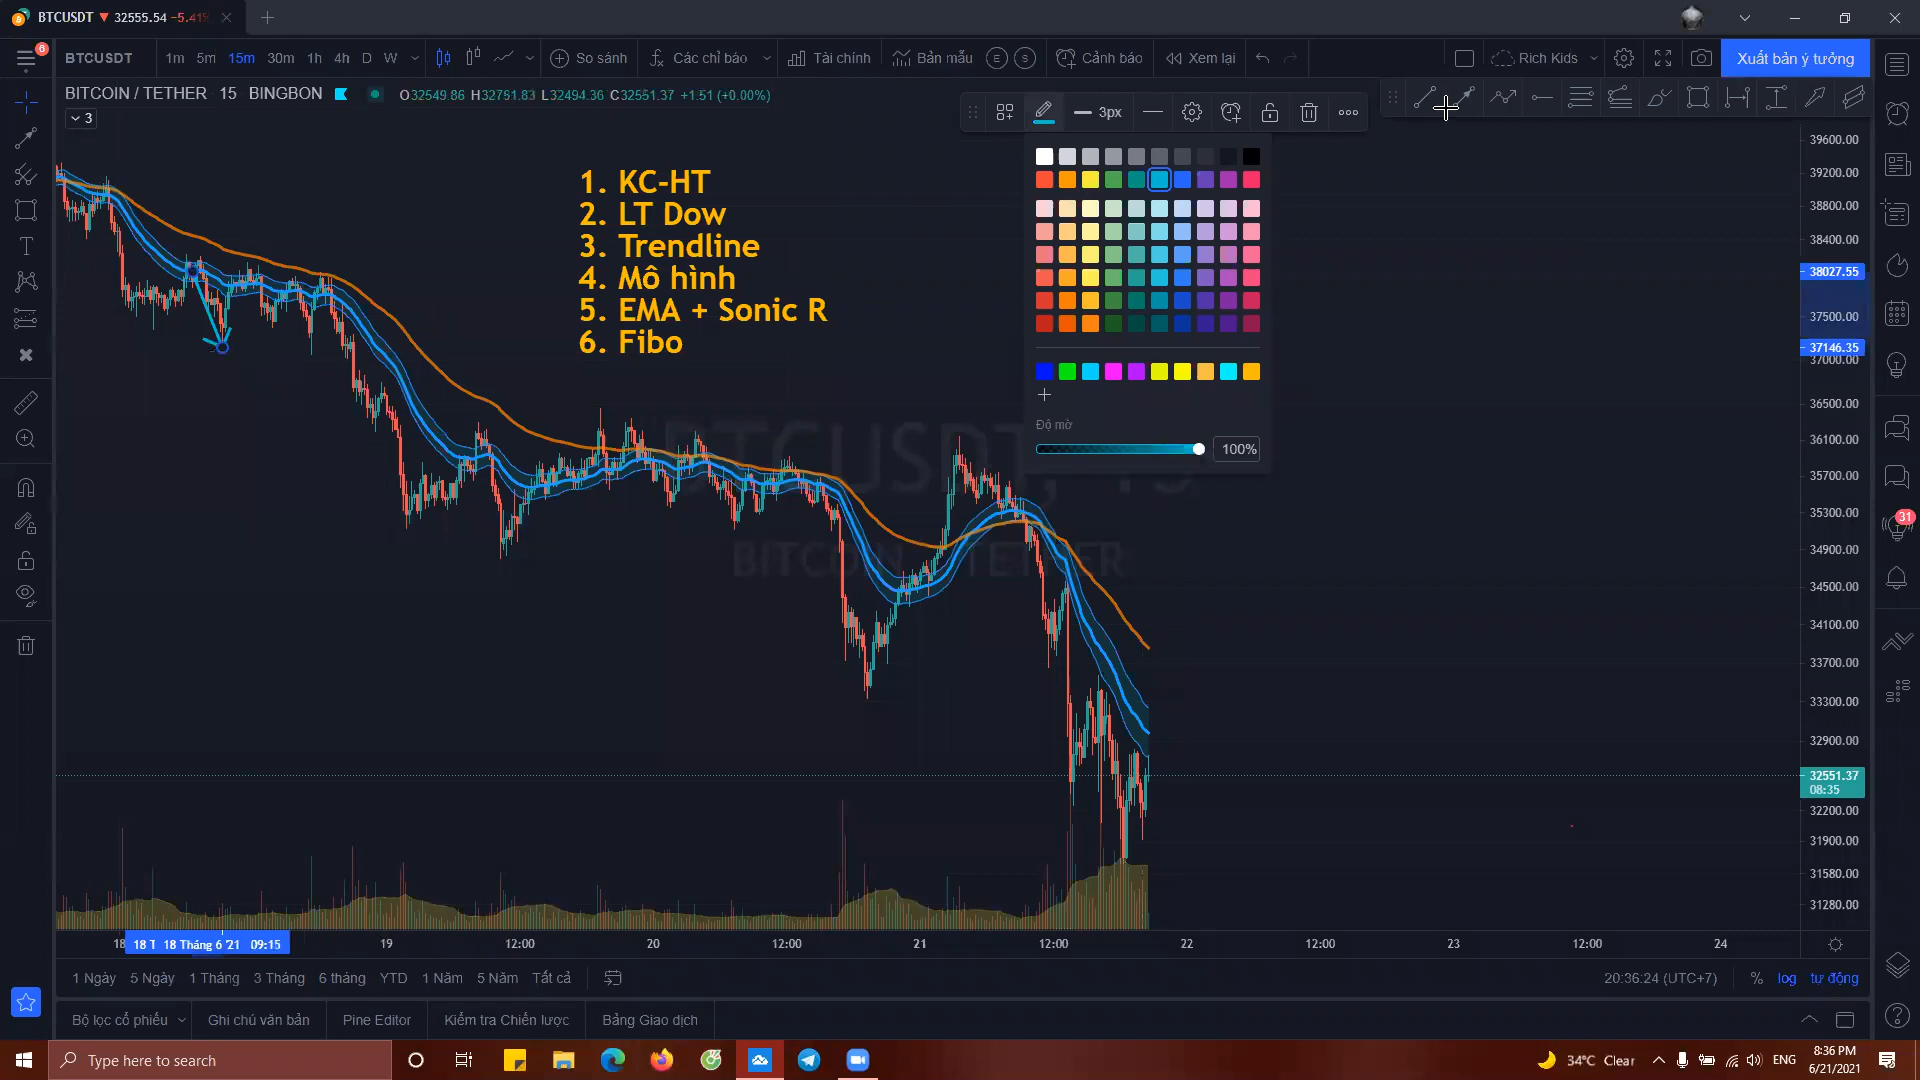 BTCUSDT ▼ 32555.54 −5.41%
6
BTCUSDT 1m 5m 15m 30m 1h 4h D W So sánh Các chỉ báo Tài chính Bản mẫu E S Cảnh báo Xem lại Rich Kids Xuất bản ý tưởng
BITCOIN / TETHER 15 BINGBON O32549.86 H32781.83 L32494.36 C32551.37 +1.51 (+0.00%)
3
3px
1. KC-HT
2. LT Dow
3. Trendline
4. Mô hình
5. EMA + Sonic R
6. Fibo
Độ mờ
100%
BTCUSDT, 15
BITCOIN / TETHER
39600.00
39200.00
38800.00
38400.00
38027.55
37500.00
37146.35
37000.00
36500.00
36100.00
35700.00
35300.00
34900.00
34500.00
34100.00
33700.00
33300.00
32900.00
32551.37
08:35
32200.00
31900.00
31580.00
31280.00
31
18 18 T 18 Tháng 6 '21 09:15 19 12:00 20 12:00 21 12:00 22 12:00 23 12:00 24
1 Ngày 5 Ngày 1 Tháng 3 Tháng 6 tháng YTD 1 Năm 5 Năm Tất cả 20:36:24 (UTC+7) % log tự động
Bộ lọc cổ phiếu Ghi chú văn bản Pine Editor Kiểm tra Chiến lược Bảng Giao dịch
Type here to search 34°C Clear ENG 8:36 PM
6/21/2021